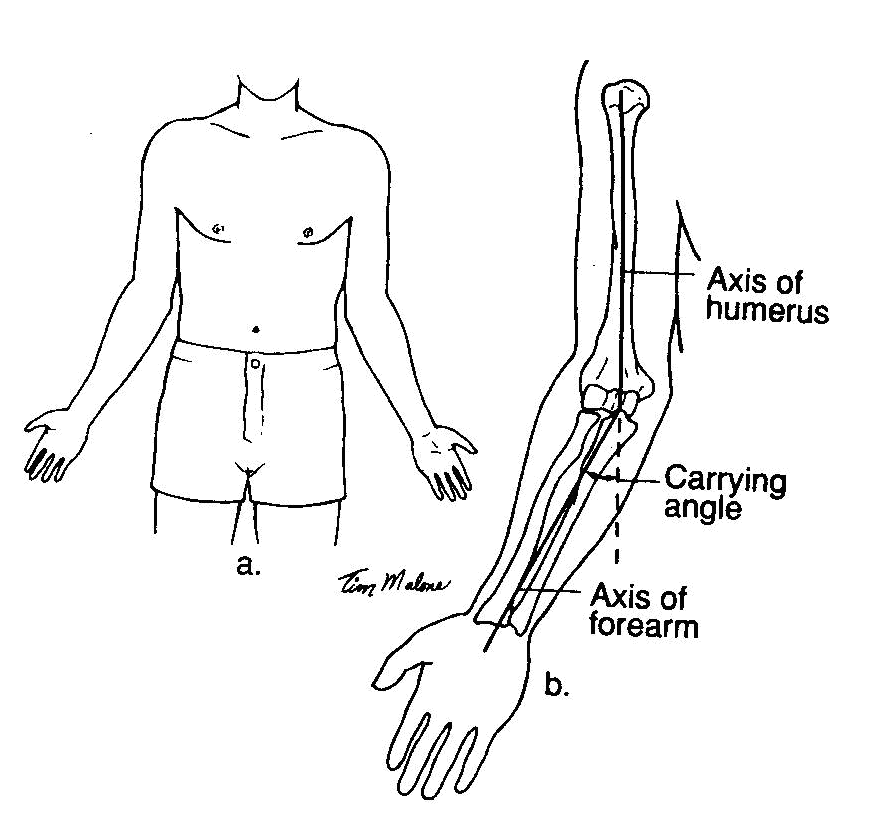 Axis of
humerus
Carrying
angle
a.
Tim Malone
Axis of
forearm
b.